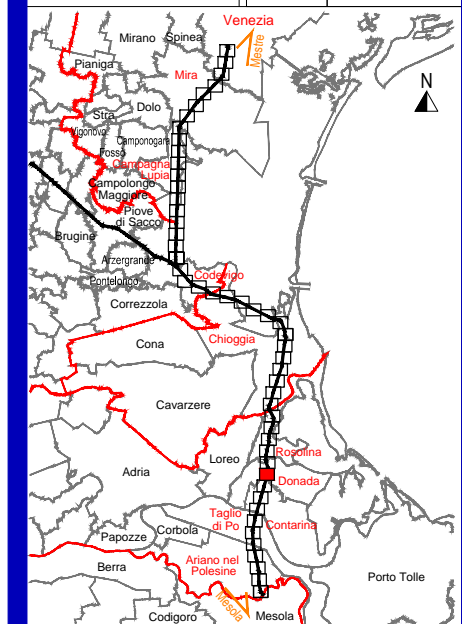 Venezia
Mirano
Spinea
Mestre
Pianiga
Mira
Dolo
Stra
Vigonovo
Camponogara
Fossò
Campagna
Lupia
Campolongo
Maggiore
Piove
di Sacco
Brugine
Arzergrande
Codevigo
Pontelongo
Correzzola
Chioggia
Cona
Cavarzere
Rosolina
Loreo
Adria
Donada
Taglio
di Po
Contarina
Corbola
Papozze
Ariano nel
Polesine
Berra
Porto Tolle
Mesola
Mesola
Codigoro
N